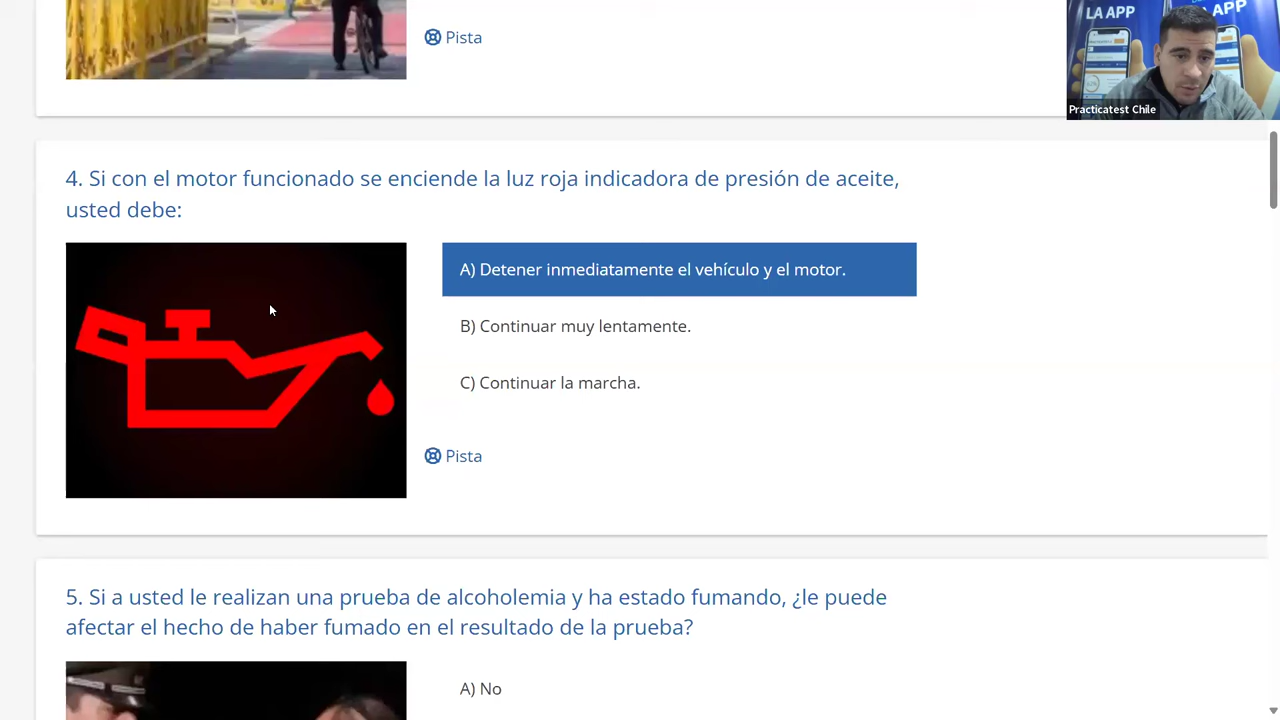 LA APP
APP
Practicatest Chile
Pista
4. Si con el motor funcionado se enciende la luz roja indicadora de presión de aceite,
usted debe:
A) Detener inmediatamente el vehículo y el motor.
B) Continuar muy lentamente.
C) Continuar la marcha.
Pista
5. Si a usted le realizan una prueba de alcoholemia y ha estado fumando, ¿le puede
afectar el hecho de haber fumado en el resultado de la prueba?
A) No